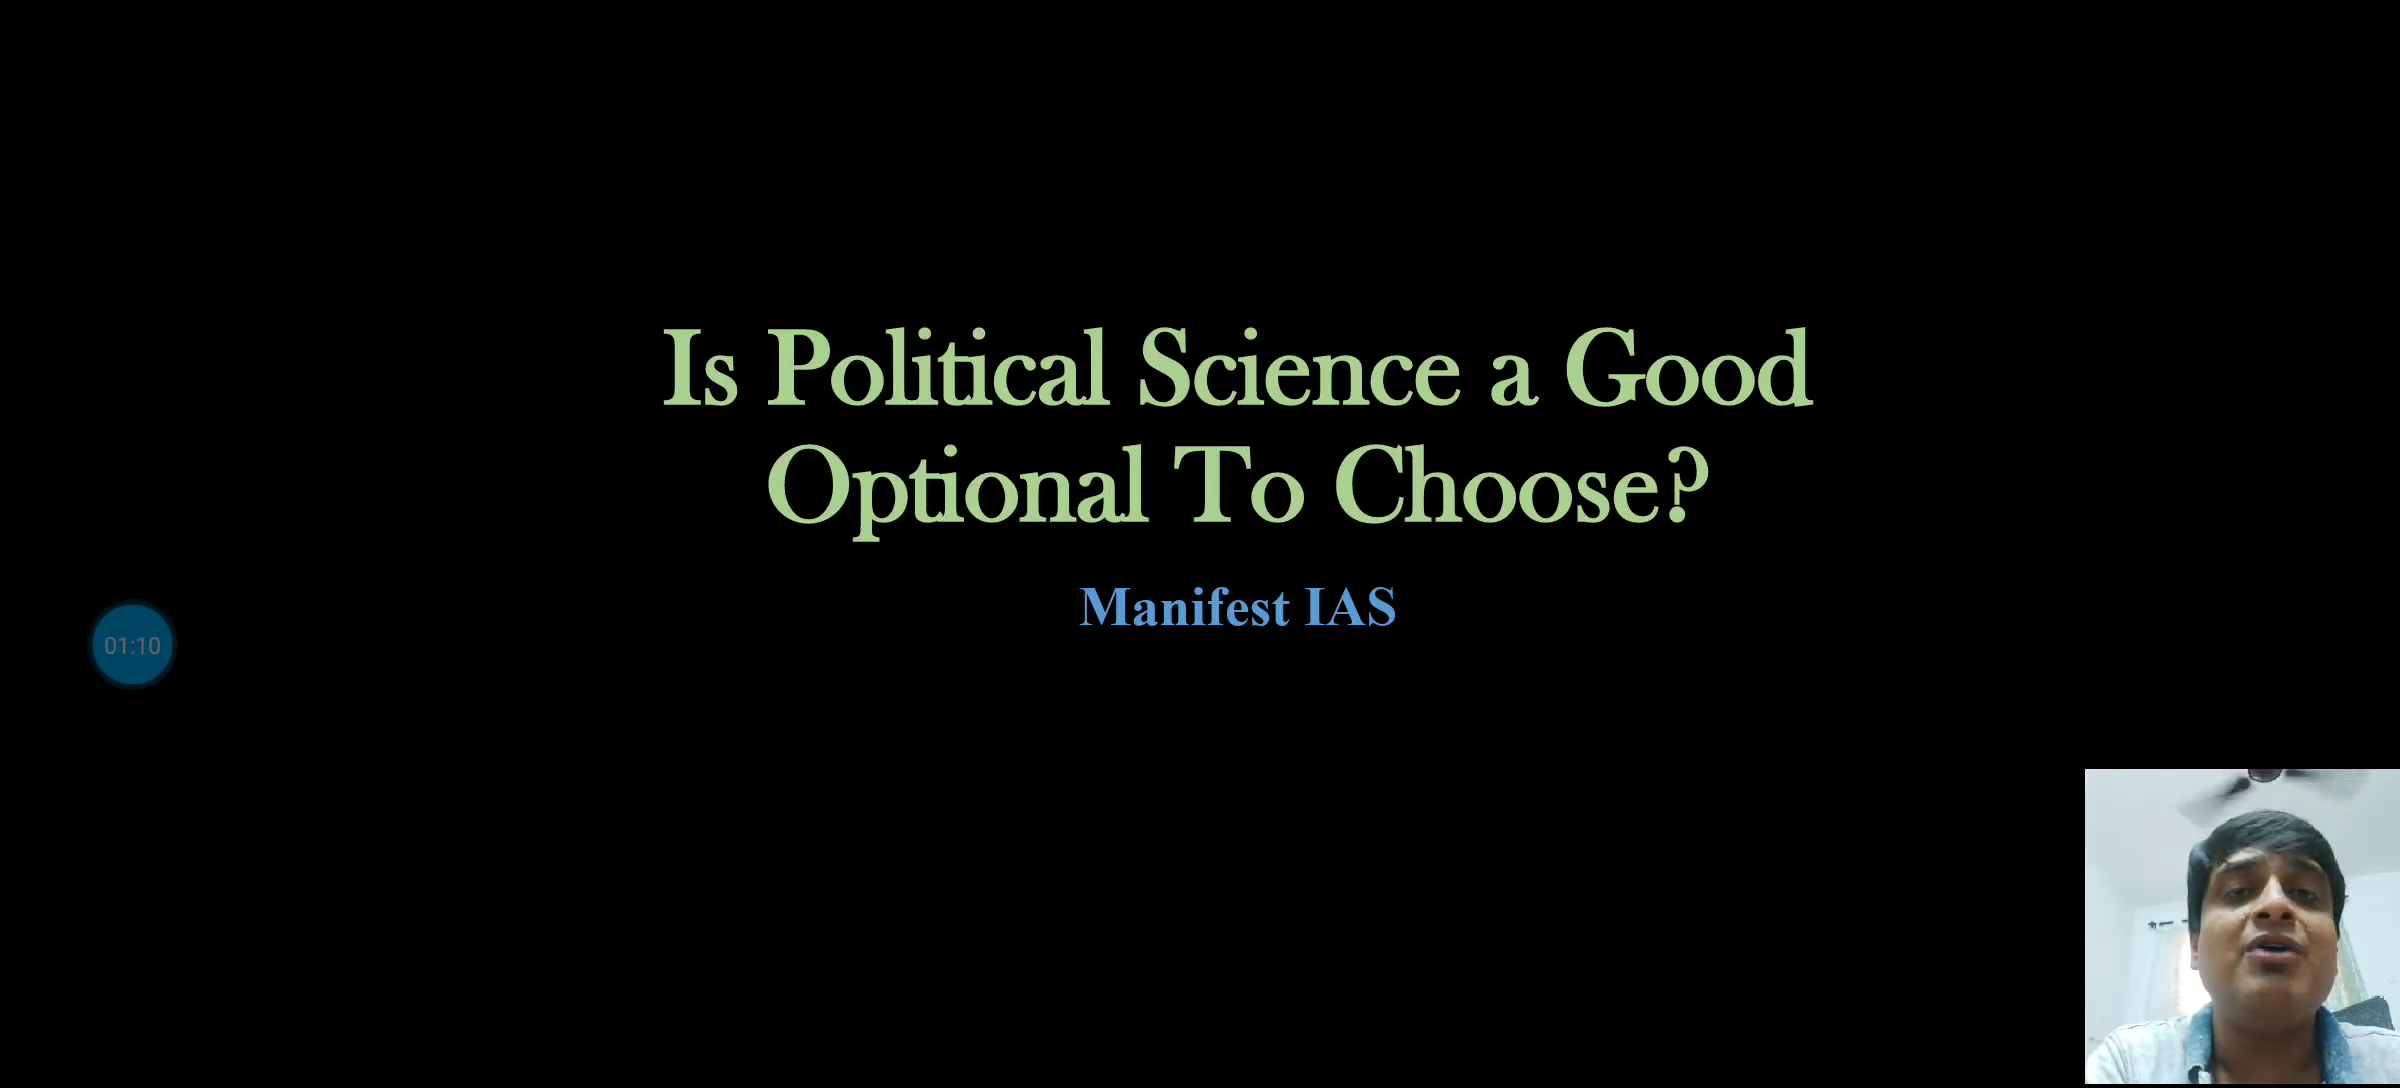 Is Political Science a Good
Optional To Choose?
Manifest IAS
01:10